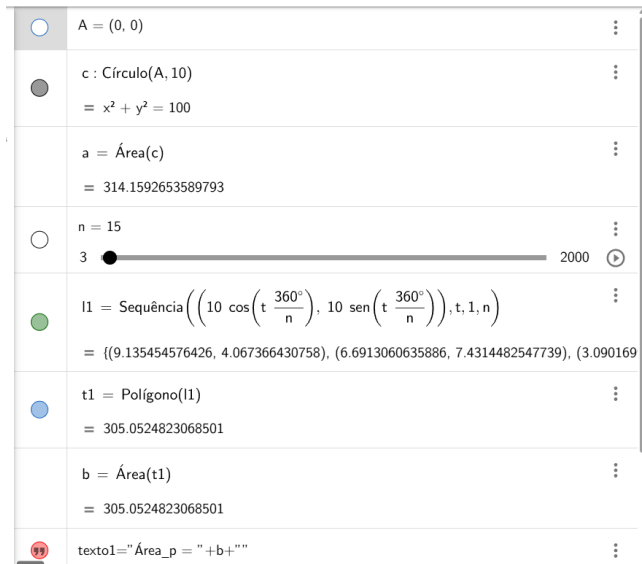 A = (0, 0)
c : Círculo(A, 10)
= x² + y² = 100
a = Área(c)
= 314.1592653589793
n = 15
3 2000
l1 = Sequência((10 cos(t 360°/n), 10 sen(t 360°/n)), t, 1, n)
= {(9.135454576426, 4.067366430758), (6.6913060635886, 7.4314482547739), (3.090169
t1 = Polígono(l1)
= 305.0524823068501
b = Área(t1)
= 305.0524823068501
texto1="Área_p = "+b+""